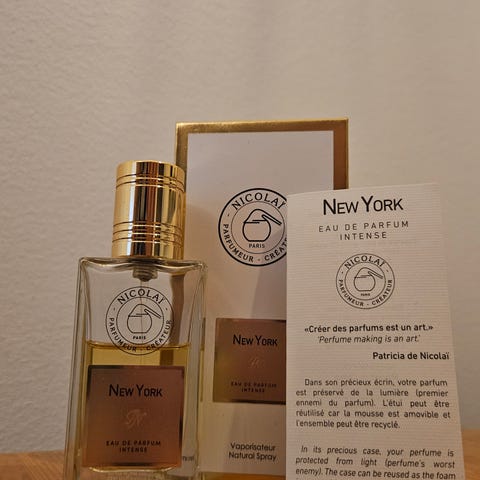 NICOLAÏ
PARFUMEUR - CRÉATEUR
PARIS
NEW YORK
N
EAU DE PARFUM
INTENSE
NICOLAÏ
PARFUMEUR - CRÉATEUR
PARIS
NEW YORK
EAU DE PARFUM
INTENSE
Vaporisateur
Natural Spray
NEW YORK
EAU DE PARFUM
INTENSE
NICOLAÏ
PARFUMEUR - CRÉATEUR
PARIS
«Créer des parfums est un art.»
'Perfume making is an art.'
Patricia de Nicolaï
Dans son précieux écrin, votre parfum
est préservé de la lumière (premier
ennemi du parfum). L'étui peut être
réutilisé car la mousse est amovible et
l'ensemble peut être recyclé.
In its precious case, your perfume is
protected from light (perfume's worst
enemy). The case can be reused as the foam